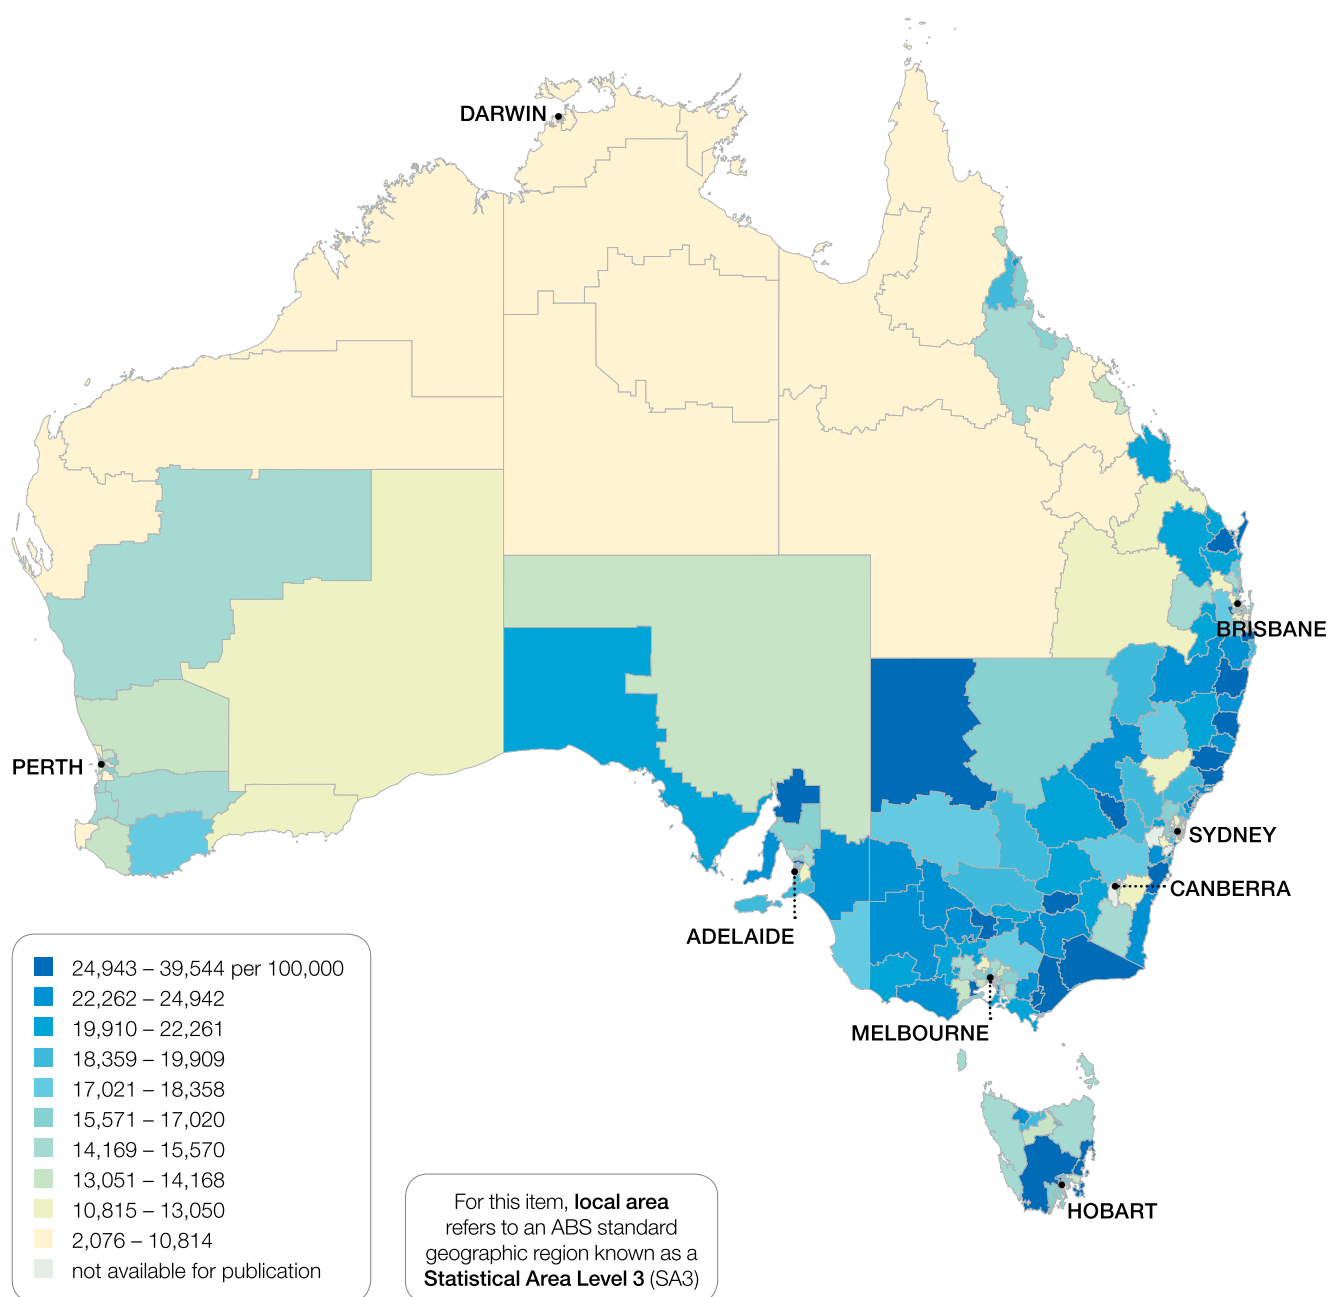 DARWIN
BRISBANE
PERTH
SYDNEY
CANBERRA
ADELAIDE
MELBOURNE
HOBART
24,943 – 39,544 per 100,000
22,262 – 24,942
19,910 – 22,261
18,359 – 19,909
17,021 – 18,358
15,571 – 17,020
14,169 – 15,570
13,051 – 14,168
10,815 – 13,050
2,076 – 10,814
not available for publication
For this item, local area
refers to an ABS standard
geographic region known as a
Statistical Area Level 3 (SA3)